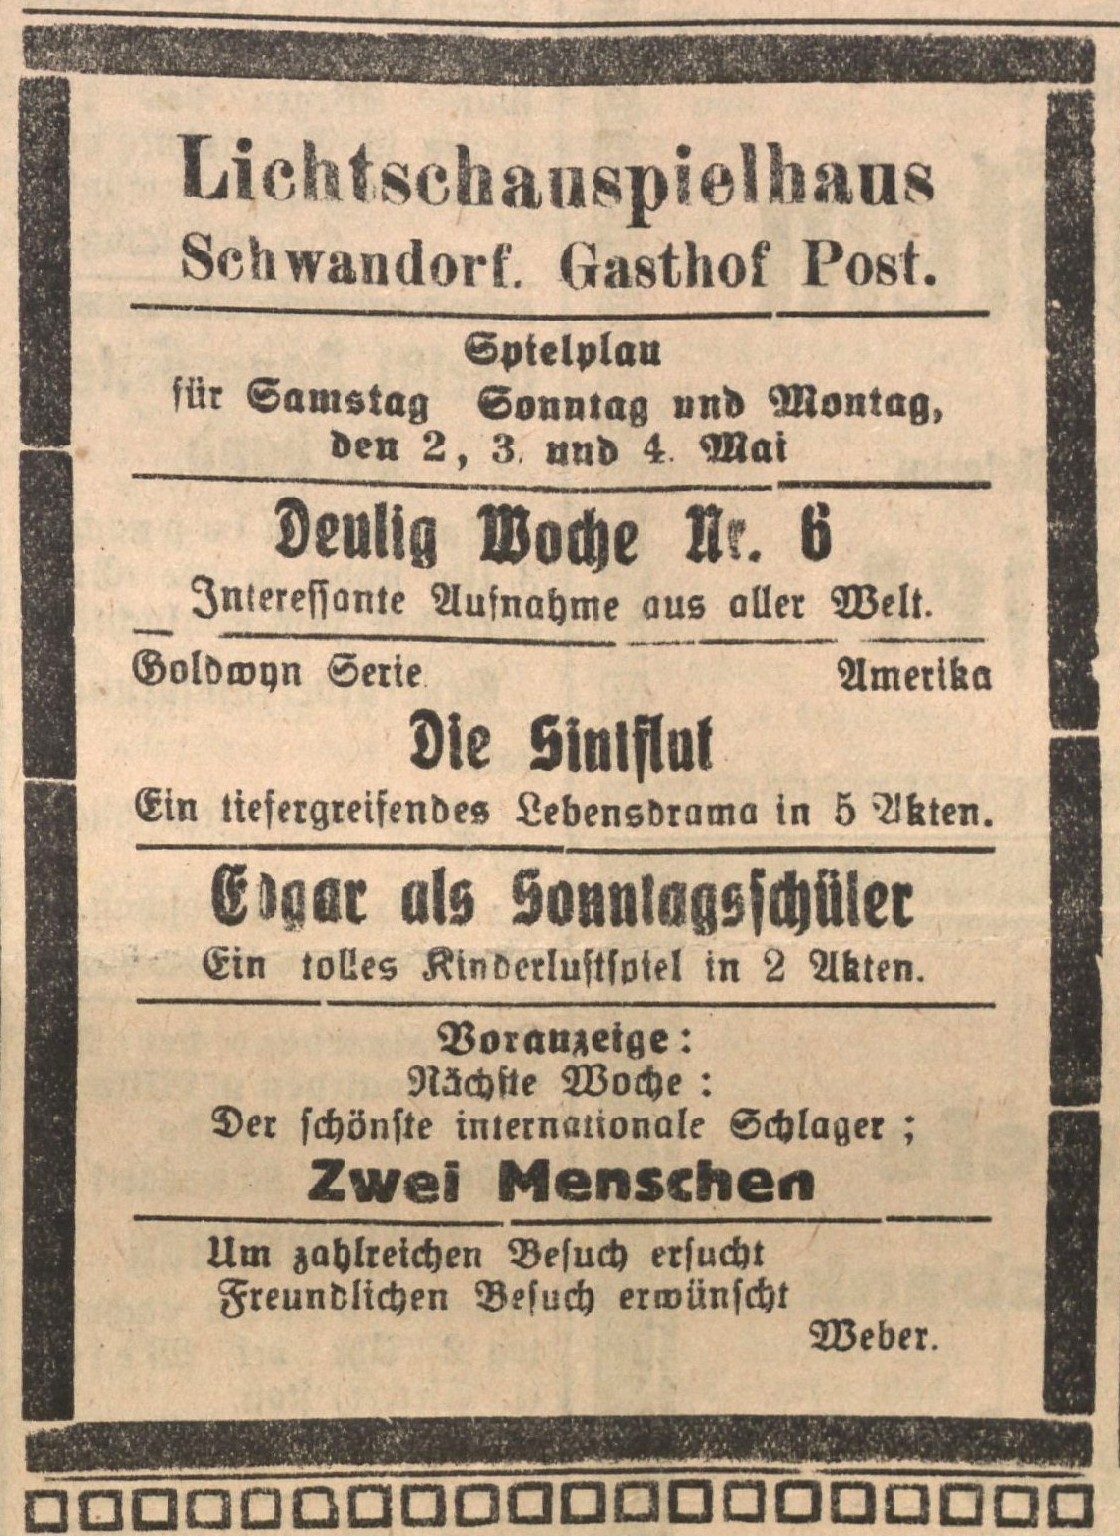 Lichtschauspielhaus
Schwandorf. Gasthof Post.
Spielplan
für Samstag Sonntag und Montag,
den 2, 3. und 4. Mai
Deulig Woche Nr. 6
Interessante Aufnahme aus aller Welt.
Goldwyn Serie. Amerika
Die Sintflut
Ein tiefergreifendes Lebensdrama in 5 Akten.
Edgar als Sonntagsschüler
Ein tolles Kinderlustspiel in 2 Akten.
Voranzeige:
Nächste Woche:
Der schönste internationale Schlager;
Zwei Menschen
Um zahlreichen Besuch ersucht
Freundlichen Besuch erwünscht
Weber.